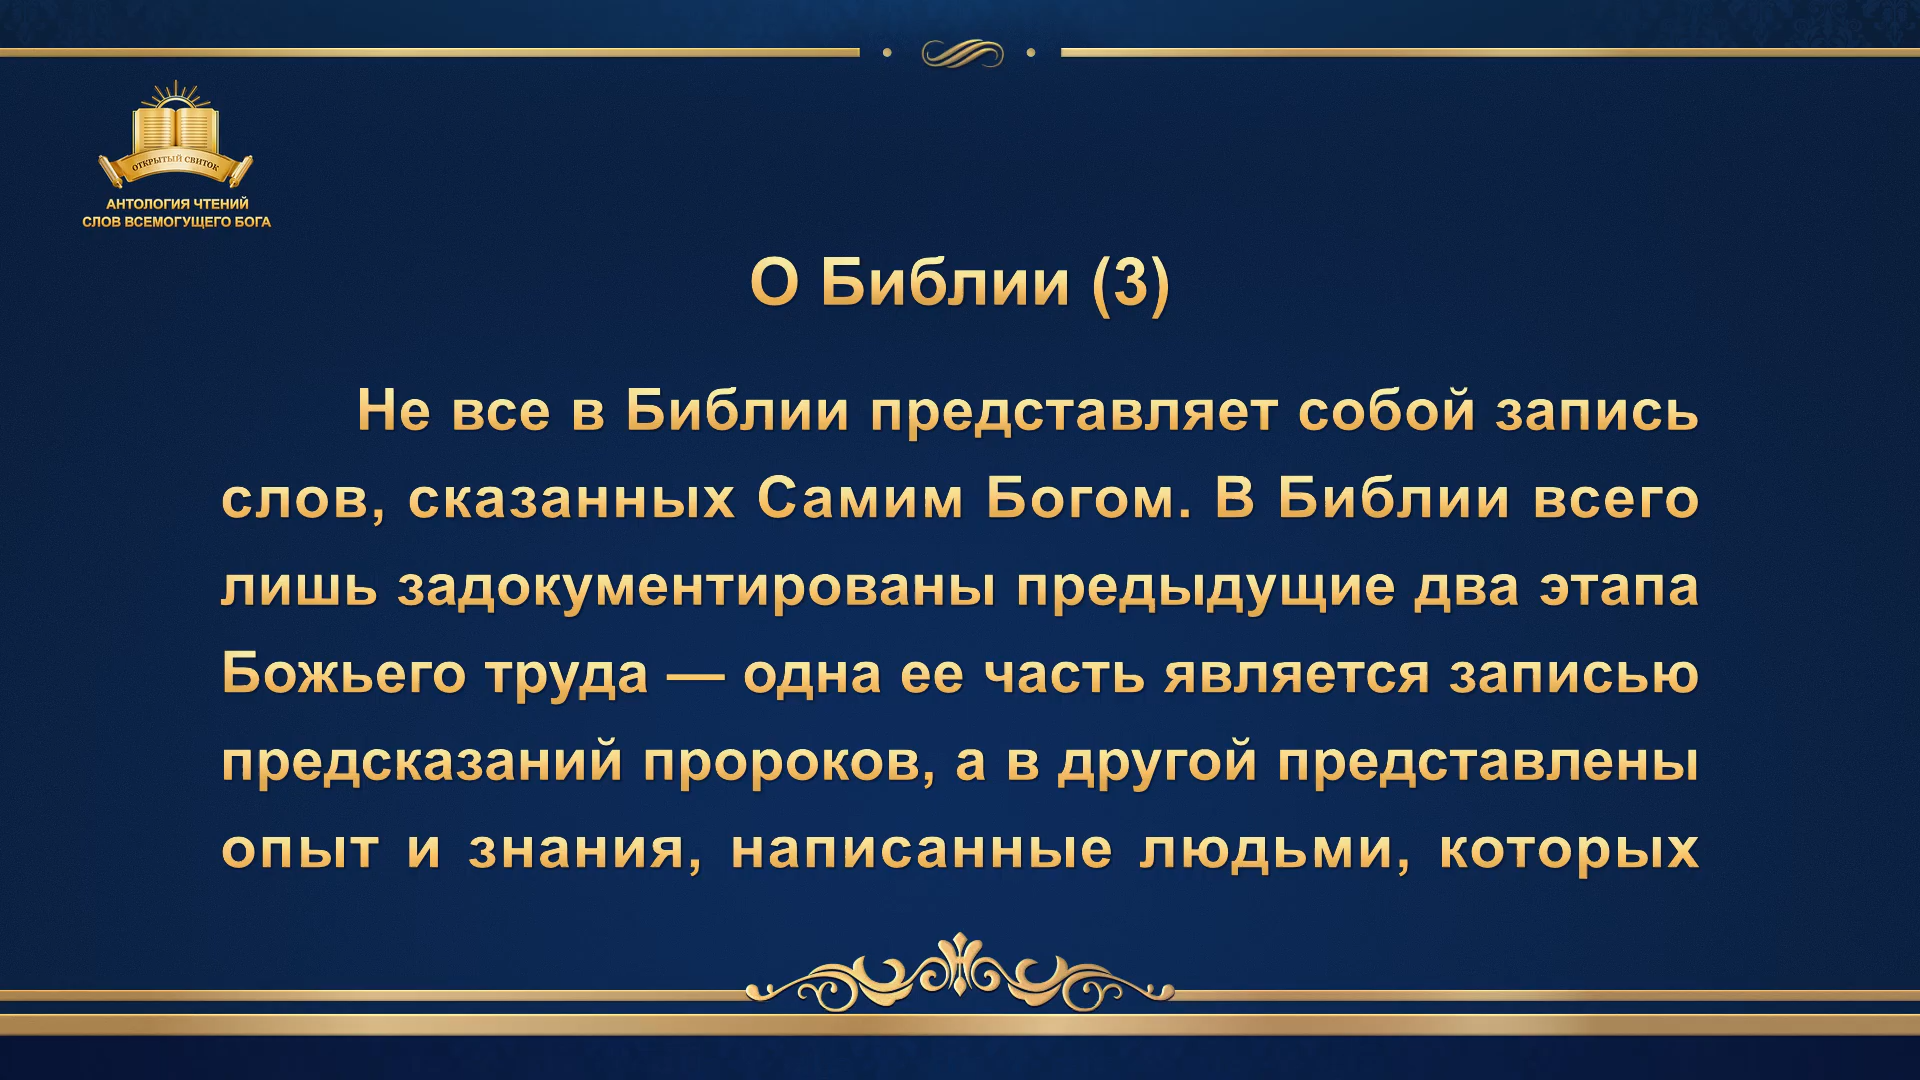 ОТКРЫТЫЙ СВИТОК
АНТОЛОГИЯ ЧТЕНИЙ
СЛОВ ВСЕМОГУЩЕГО БОГА
О Библии (3)
Не все в Библии представляет собой запись
слов, сказанных Самим Богом. В Библии всего
лишь задокументированы предыдущие два этапа
Божьего труда — одна ее часть является записью
предсказаний пророков, а в другой представлены
опыт и знания, написанные людьми, которых